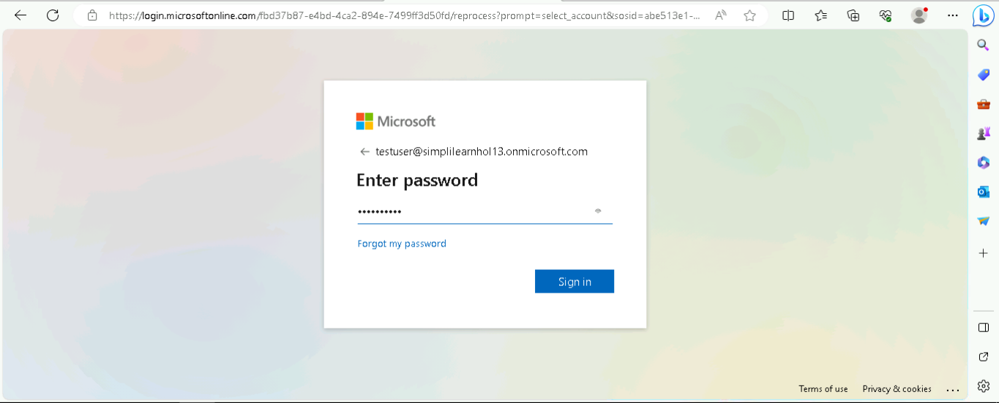 https://login.microsoftonline.com/fbd37b87-e4bd-4ca2-894e-7499ff3d50fd/reprocess?prompt=select_account&sosid=abe513e1-...
Microsoft
testuser@simplilearnhol13.onmicrosoft.com
Enter password
••••••••••
Forgot my password
Sign in
Terms of use Privacy & cookies ...